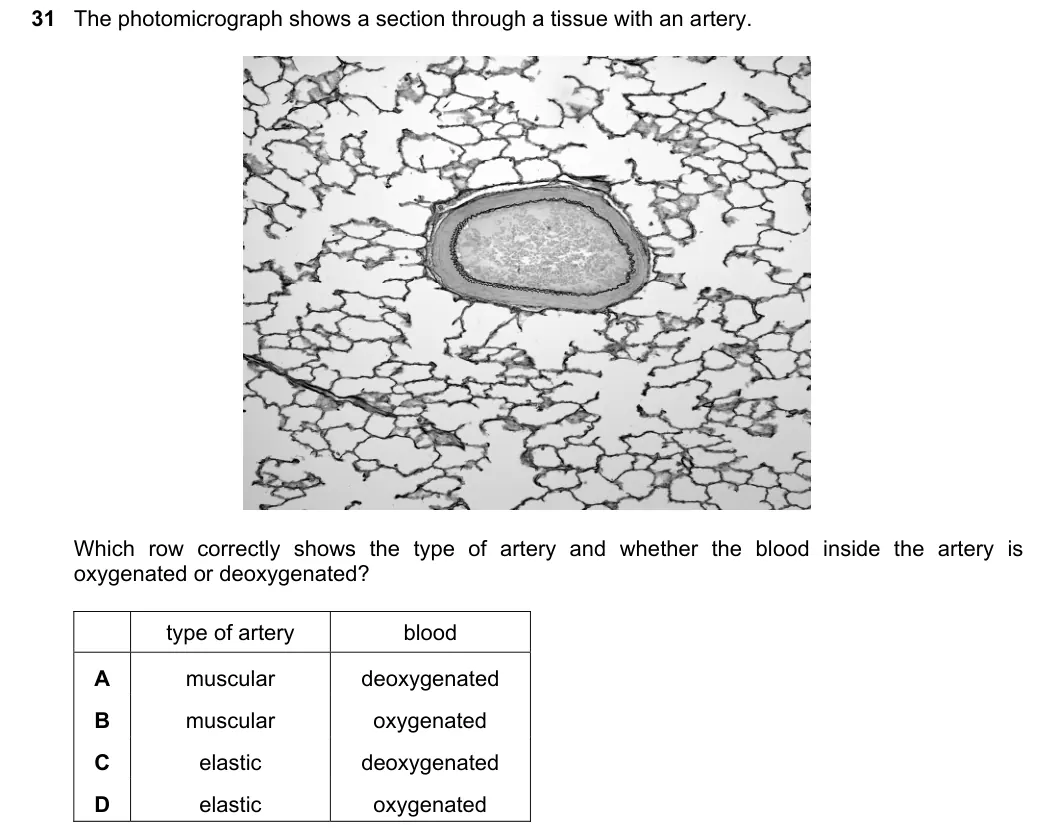 31 The photomicrograph shows a section through a tissue with an artery.
Which row correctly shows the type of artery and whether the blood inside the artery is
oxygenated or deoxygenated?
type of artery blood
A muscular deoxygenated
B muscular oxygenated
C elastic deoxygenated
D elastic oxygenated